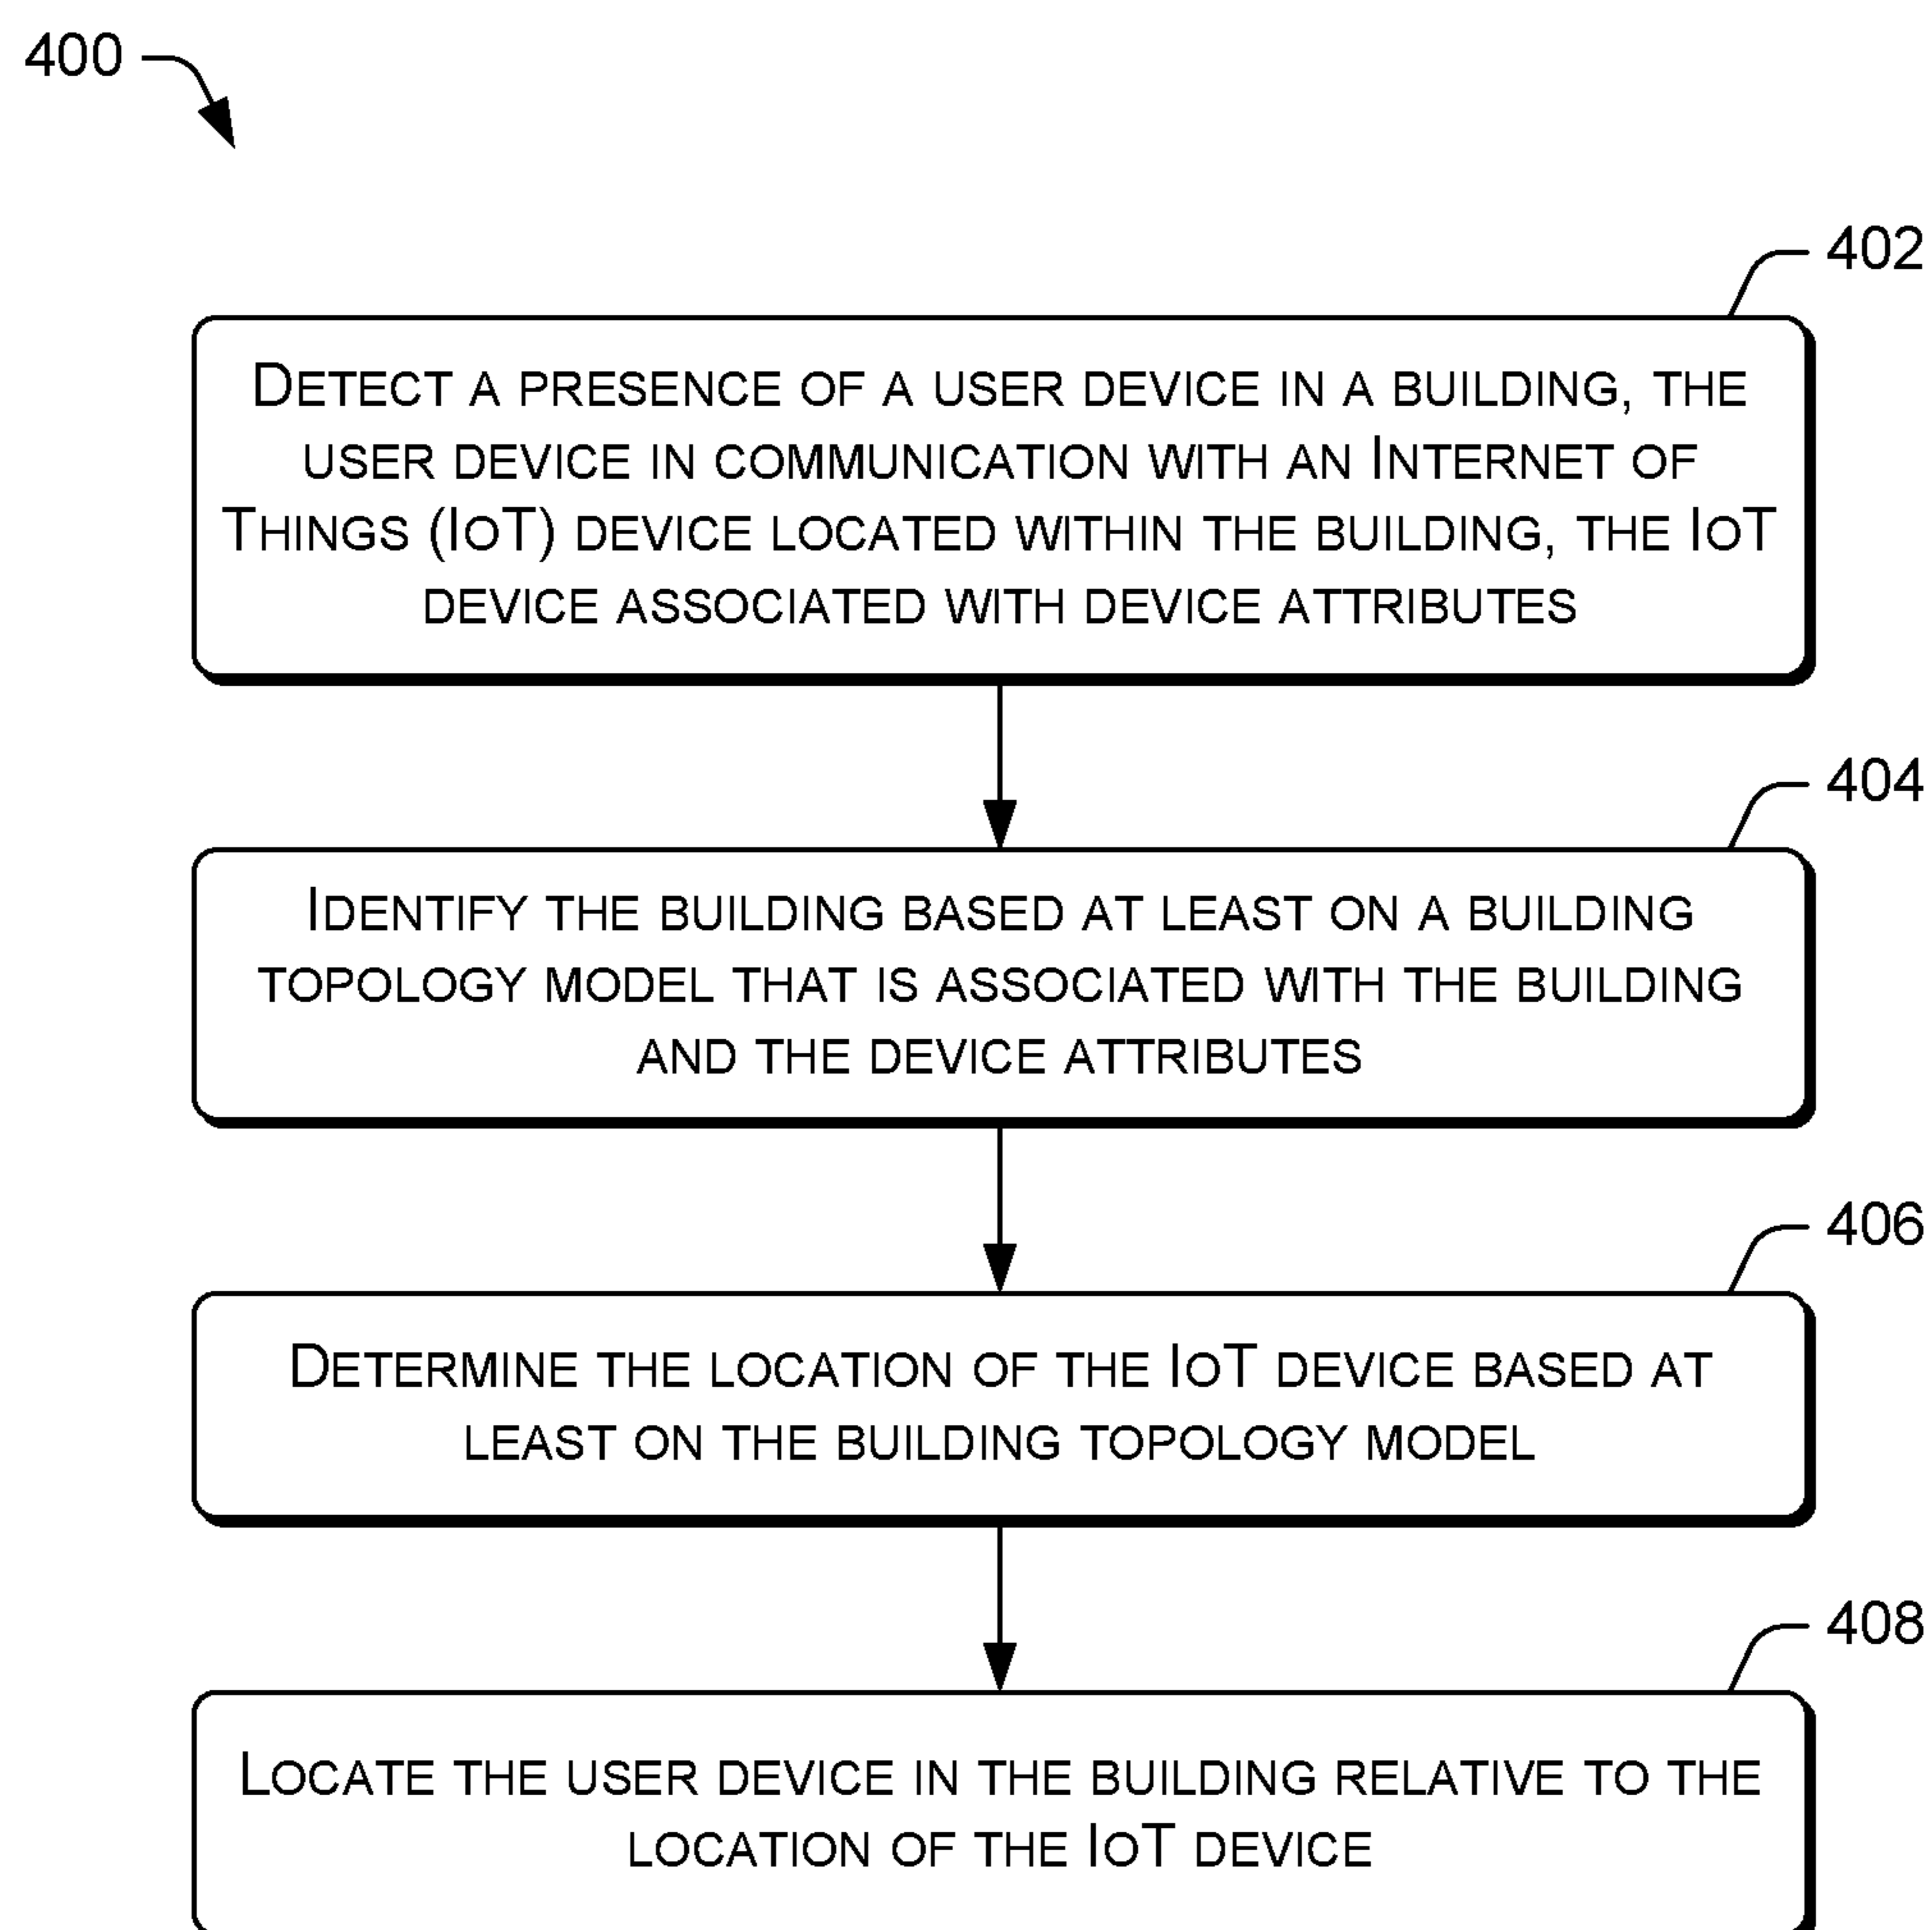 400
402
DETECT A PRESENCE OF A USER DEVICE IN A BUILDING, THE
USER DEVICE IN COMMUNICATION WITH AN INTERNET OF
THINGS (IOT) DEVICE LOCATED WITHIN THE BUILDING, THE IOT
DEVICE ASSOCIATED WITH DEVICE ATTRIBUTES
404
IDENTIFY THE BUILDING BASED AT LEAST ON A BUILDING
TOPOLOGY MODEL THAT IS ASSOCIATED WITH THE BUILDING
AND THE DEVICE ATTRIBUTES
406
DETERMINE THE LOCATION OF THE IOT DEVICE BASED AT
LEAST ON THE BUILDING TOPOLOGY MODEL
408
LOCATE THE USER DEVICE IN THE BUILDING RELATIVE TO THE
LOCATION OF THE IOT DEVICE